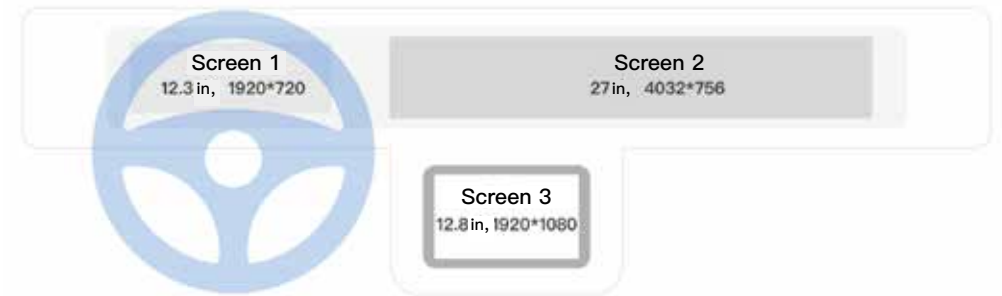 Screen 1
12.3 in, 1920*720
Screen 2
27 in, 4032*756
Screen 3
12.8 in, 1920*1080